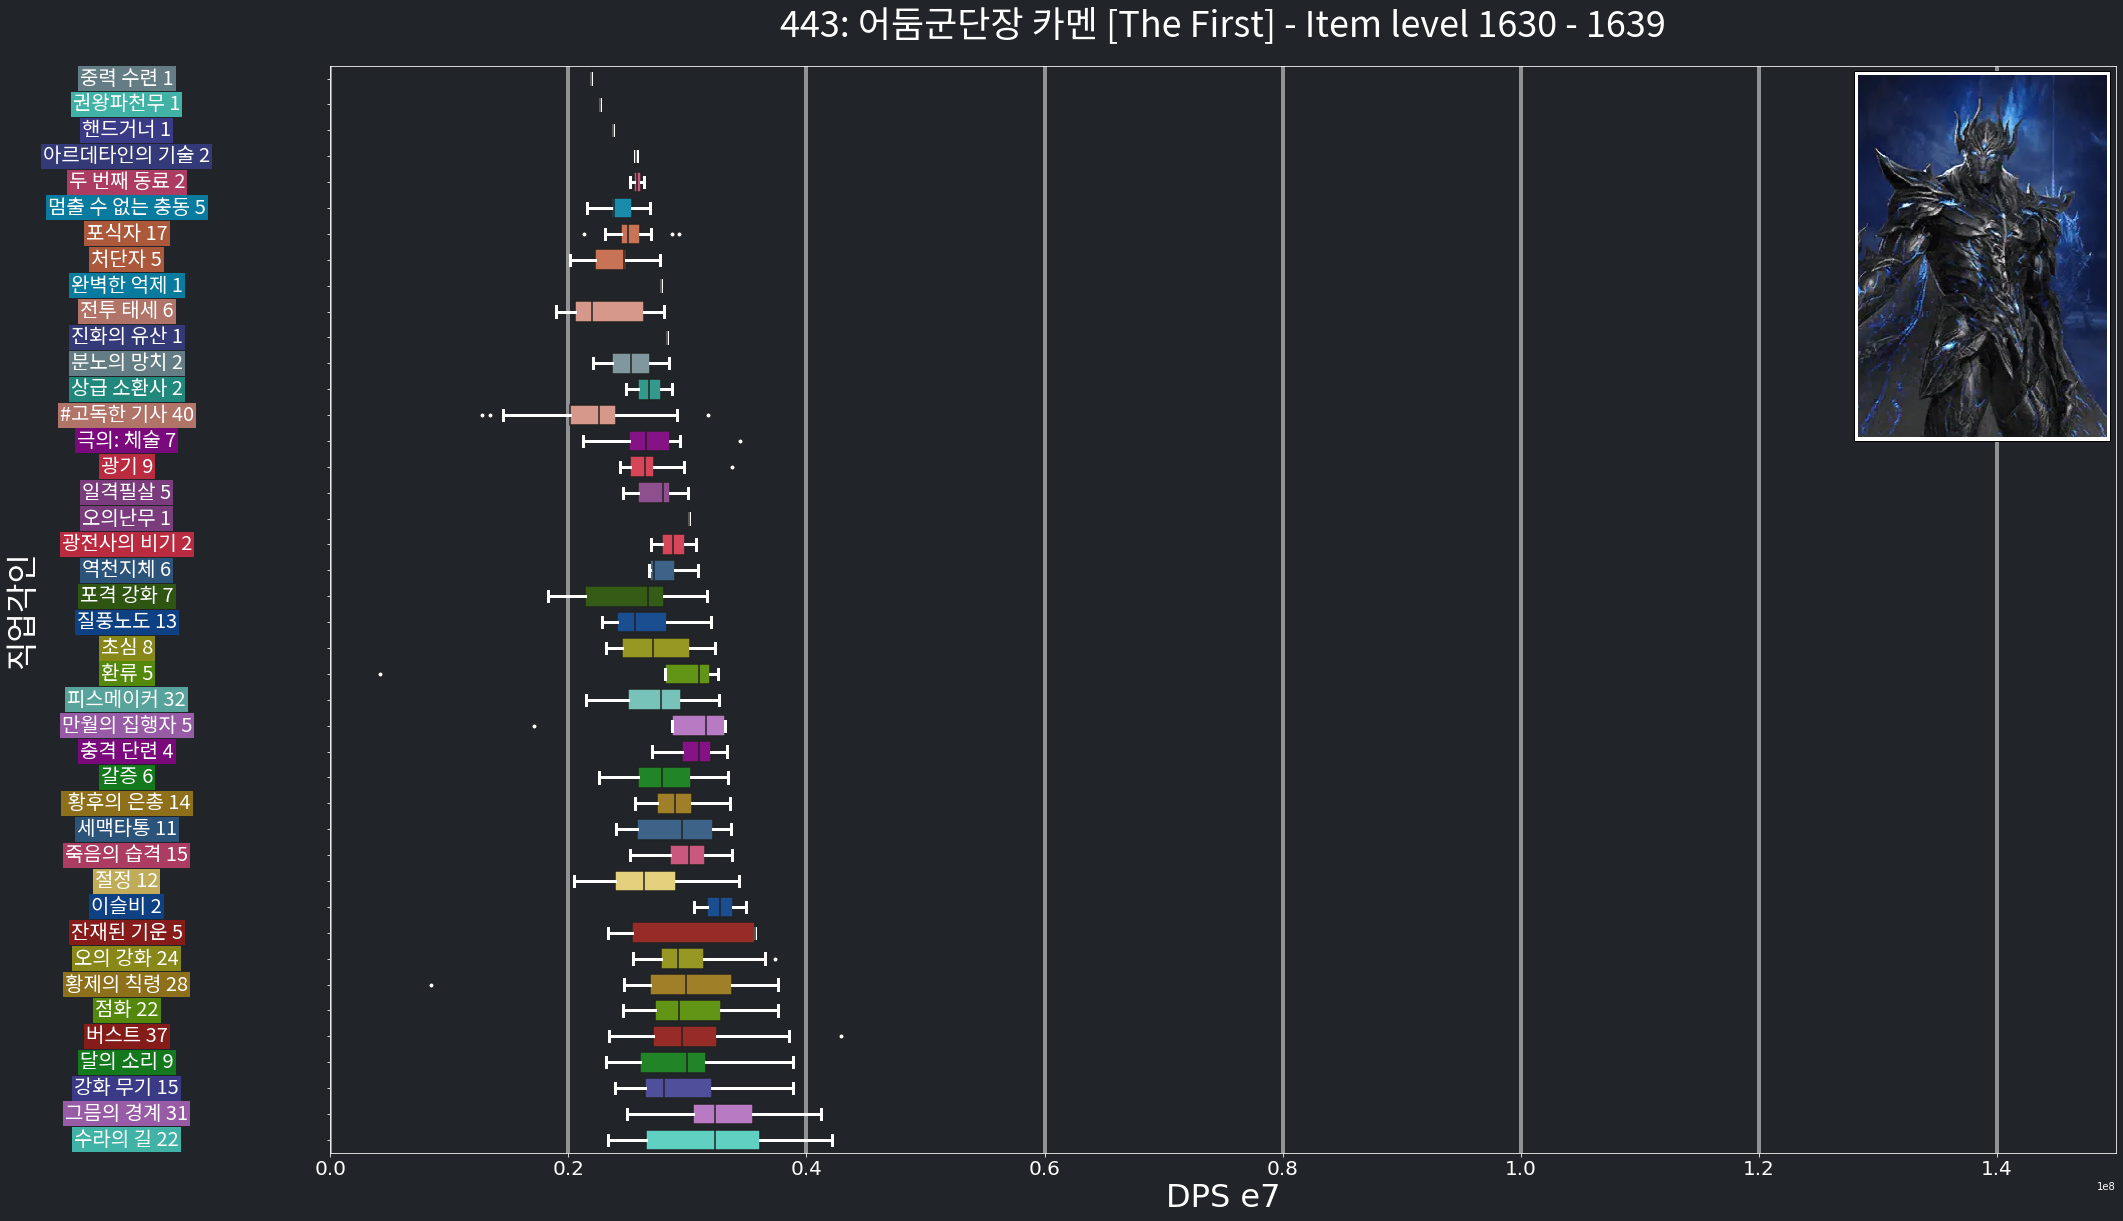 443: 어둠군단장 카멘 [The First] - Item level 1630 - 1639
직업각인
중력 수련 1
권왕파천무 1
핸드거너 1
아르데타인의 기술 2
두 번째 동료 2
멈출 수 없는 충동 5
포식자 17
처단자 5
완벽한 억제 1
전투 태세 6
진화의 유산 1
분노의 망치 2
상급 소환사 2
#고독한 기사 40
극의: 체술 7
광기 9
일격필살 5
오의난무 1
광전사의 비기 2
역천지체 6
포격 강화 7
질풍노도 13
초심 8
환류 5
피스메이커 32
만월의 집행자 5
충격 단련 4
갈증 6
황후의 은총 14
세맥타통 11
죽음의 습격 15
절정 12
이슬비 2
잔재된 기운 5
오의 강화 24
황제의 칙령 28
점화 22
버스트 37
달의 소리 9
강화 무기 15
그믐의 경계 31
수라의 길 22
0.0 0.2 0.4 0.6 0.8 1.0 1.2 1.4
1e8
DPS e7